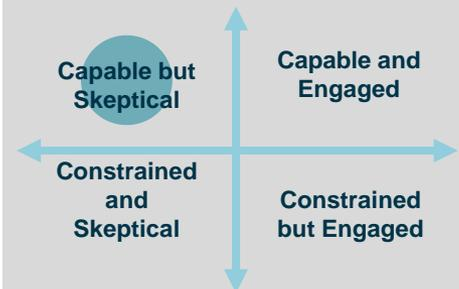 Capable but
Skeptical
Capable and
Engaged
Constrained
and
Skeptical
Constrained
but Engaged